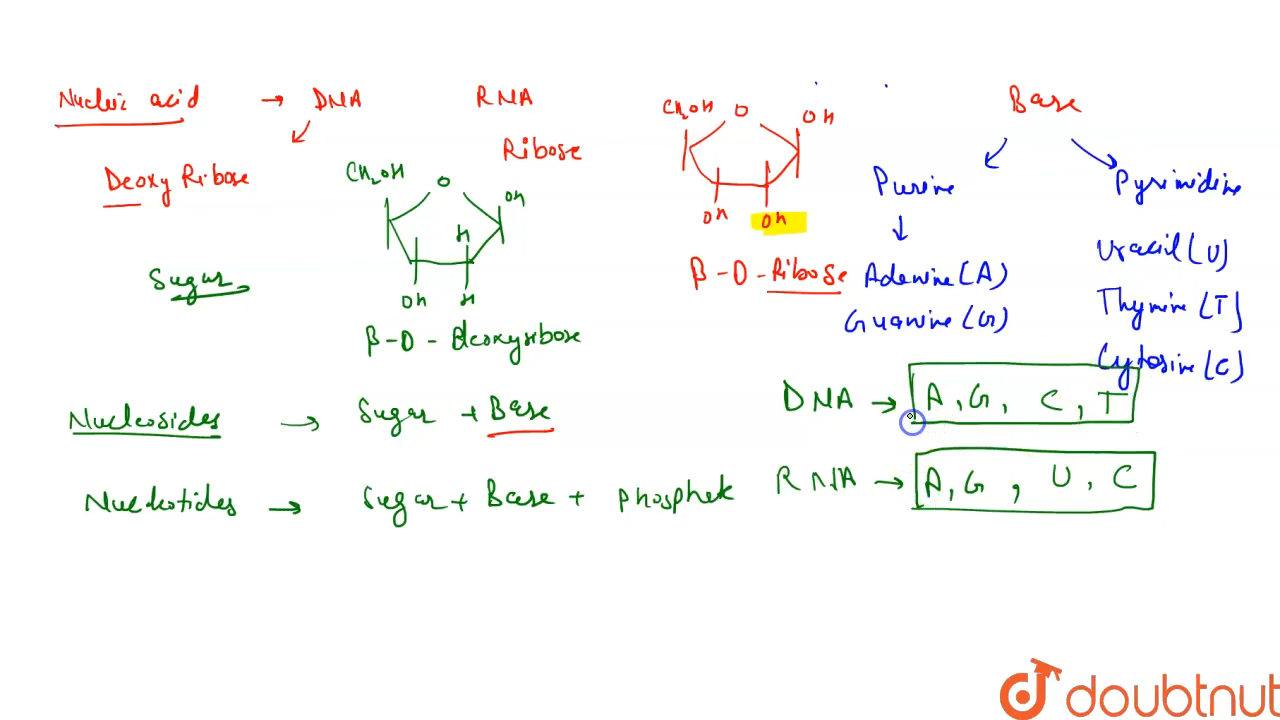 Nucleic acid → DNA RNA
Deoxy Ribose
Ribose
Sugar
CH2OH O OH
H
OH H
β-D-deoxyribose
CH2OH O OH
OH OH
β-D-Ribose
Base
Purine Pyrimidine
Adenine (A)
Guanine (G)
Uracil (U)
Thymine (T)
Cytosine (C)
Nucleosides → Sugar + Base
Nucleotides → Sugar + Base + Phosphate
DNA → A, G, C, T
RNA → A, G, U, C
doubtnut